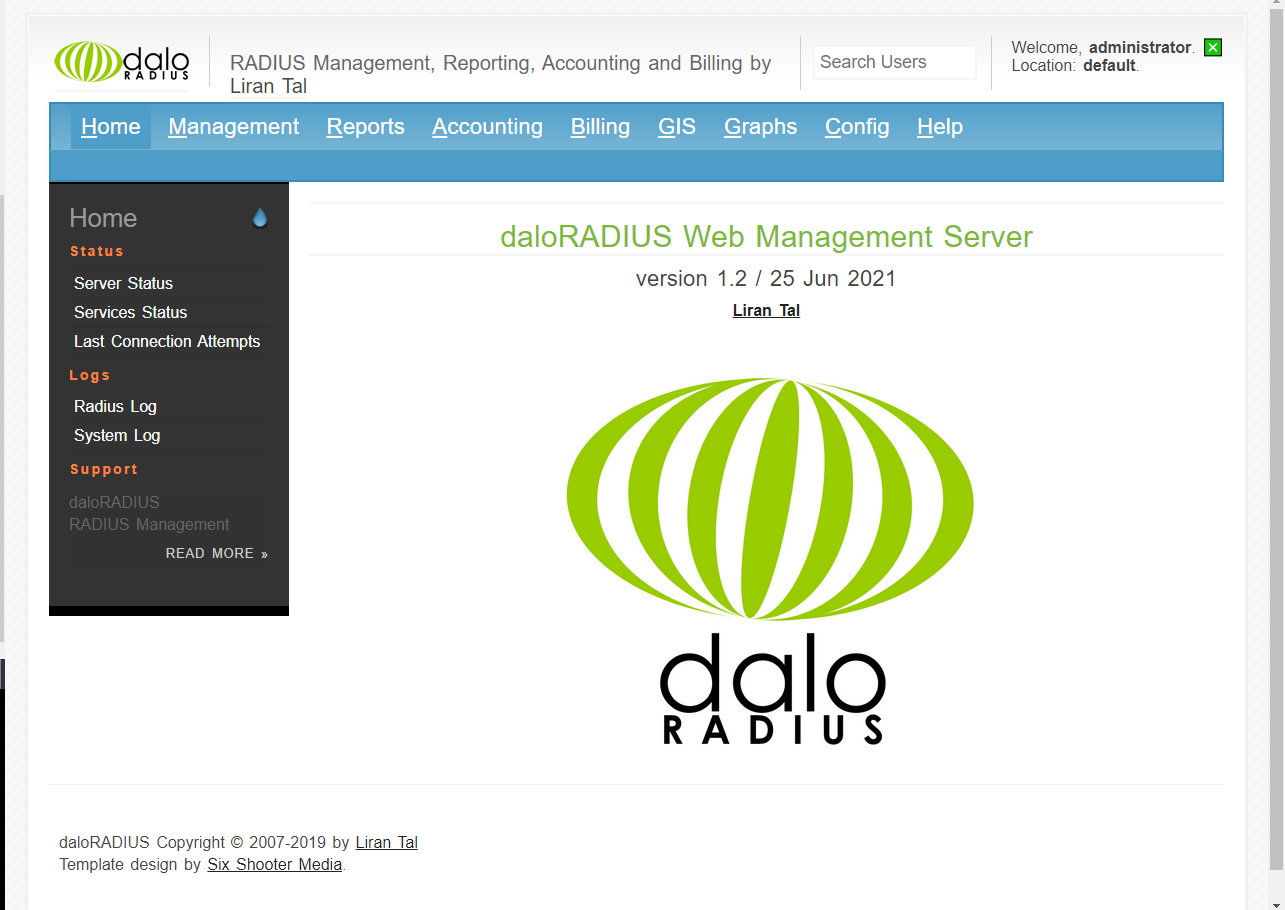 dalo
RADIUS
RADIUS Management, Reporting, Accounting and Billing by
Liran Tal
Search Users
Welcome, administrator.
Location: default.
Home Management Reports Accounting Billing GIS Graphs Config Help
Home
Status
Server Status
Services Status
Last Connection Attempts
Logs
Radius Log
System Log
Support
daloRADIUS
RADIUS Management
READ MORE »
daloRADIUS Web Management Server
version 1.2 / 25 Jun 2021
Liran Tal
dalo
RADIUS
daloRADIUS Copyright © 2007-2019 by Liran Tal
Template design by Six Shooter Media.